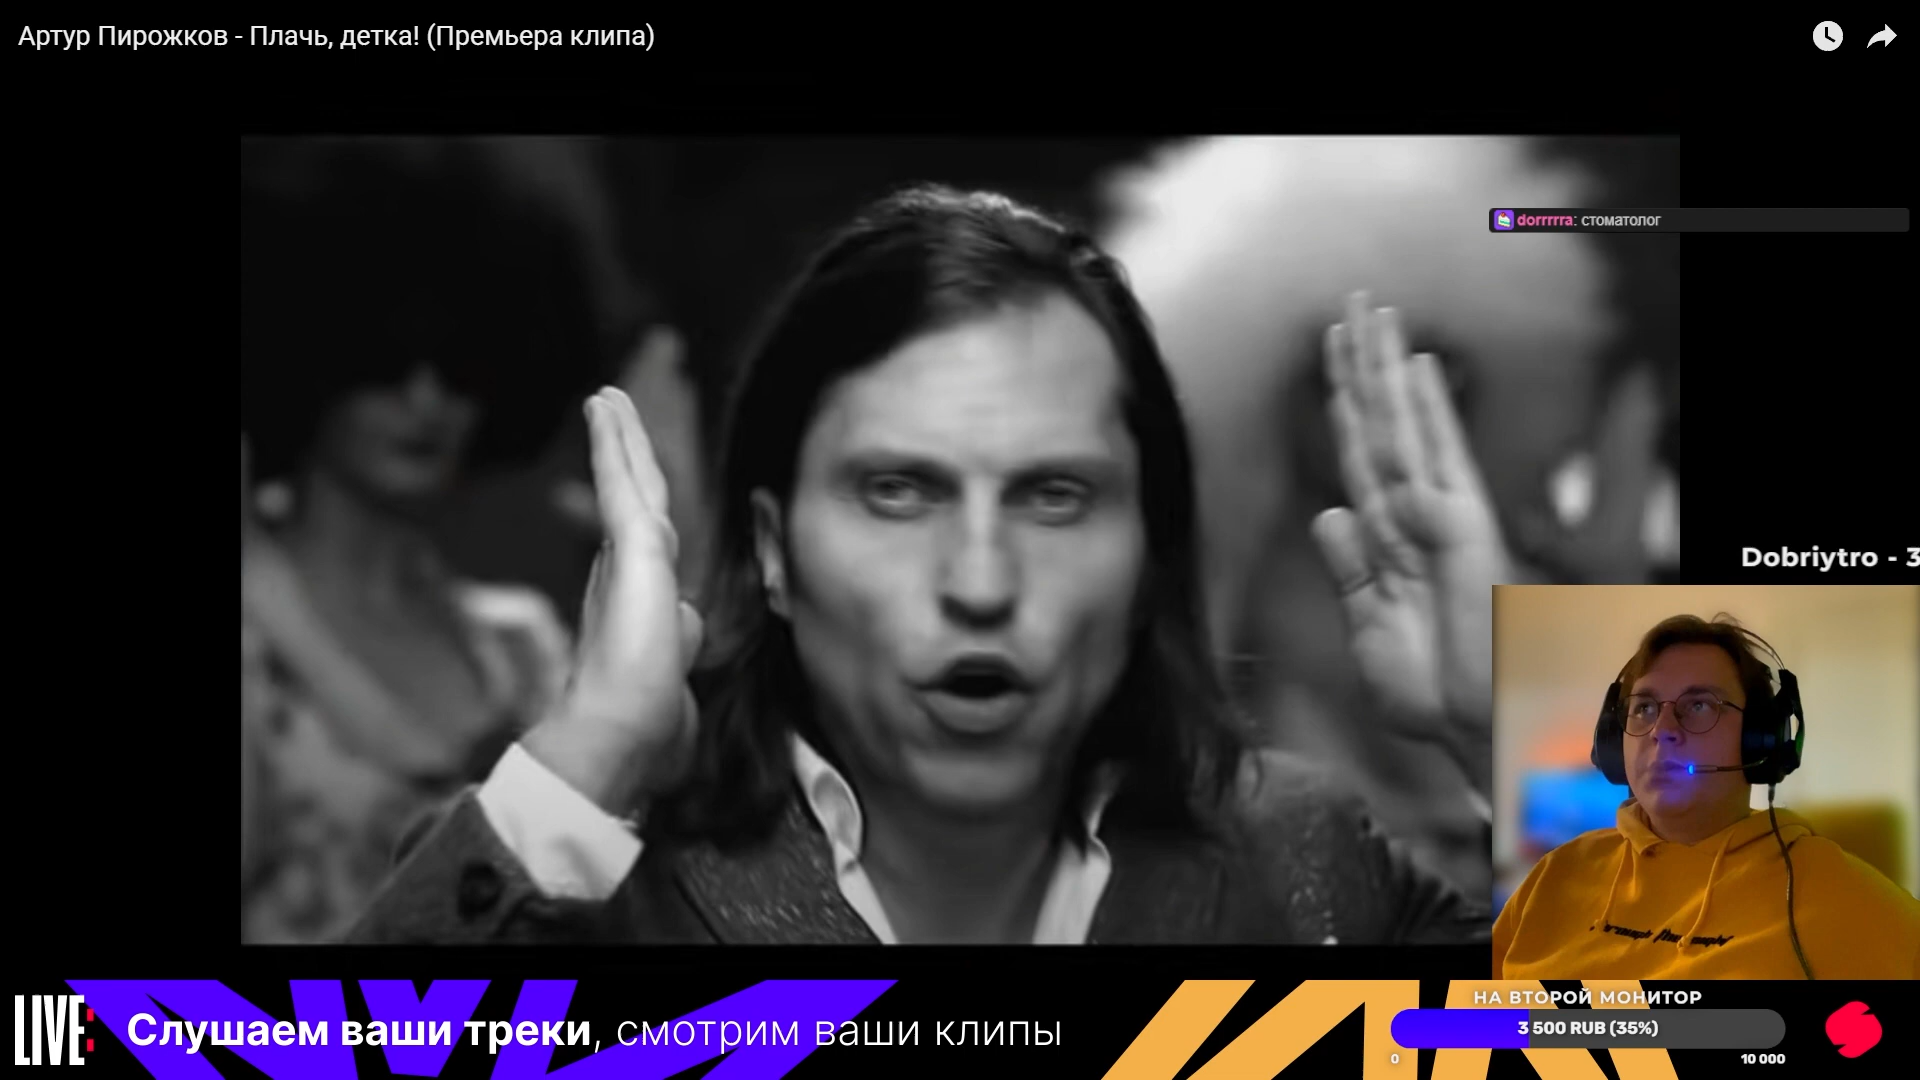 Артур Пирожков - Плачь, детка! (Премьера клипа)
dorrrrra: стоматолог
Dobriytro - 3
LIVE:
Слушаем ваши треки, смотрим ваши клипы
НА ВТОРОЙ МОНИТОР
3 500 RUB (35%)
0
10 000